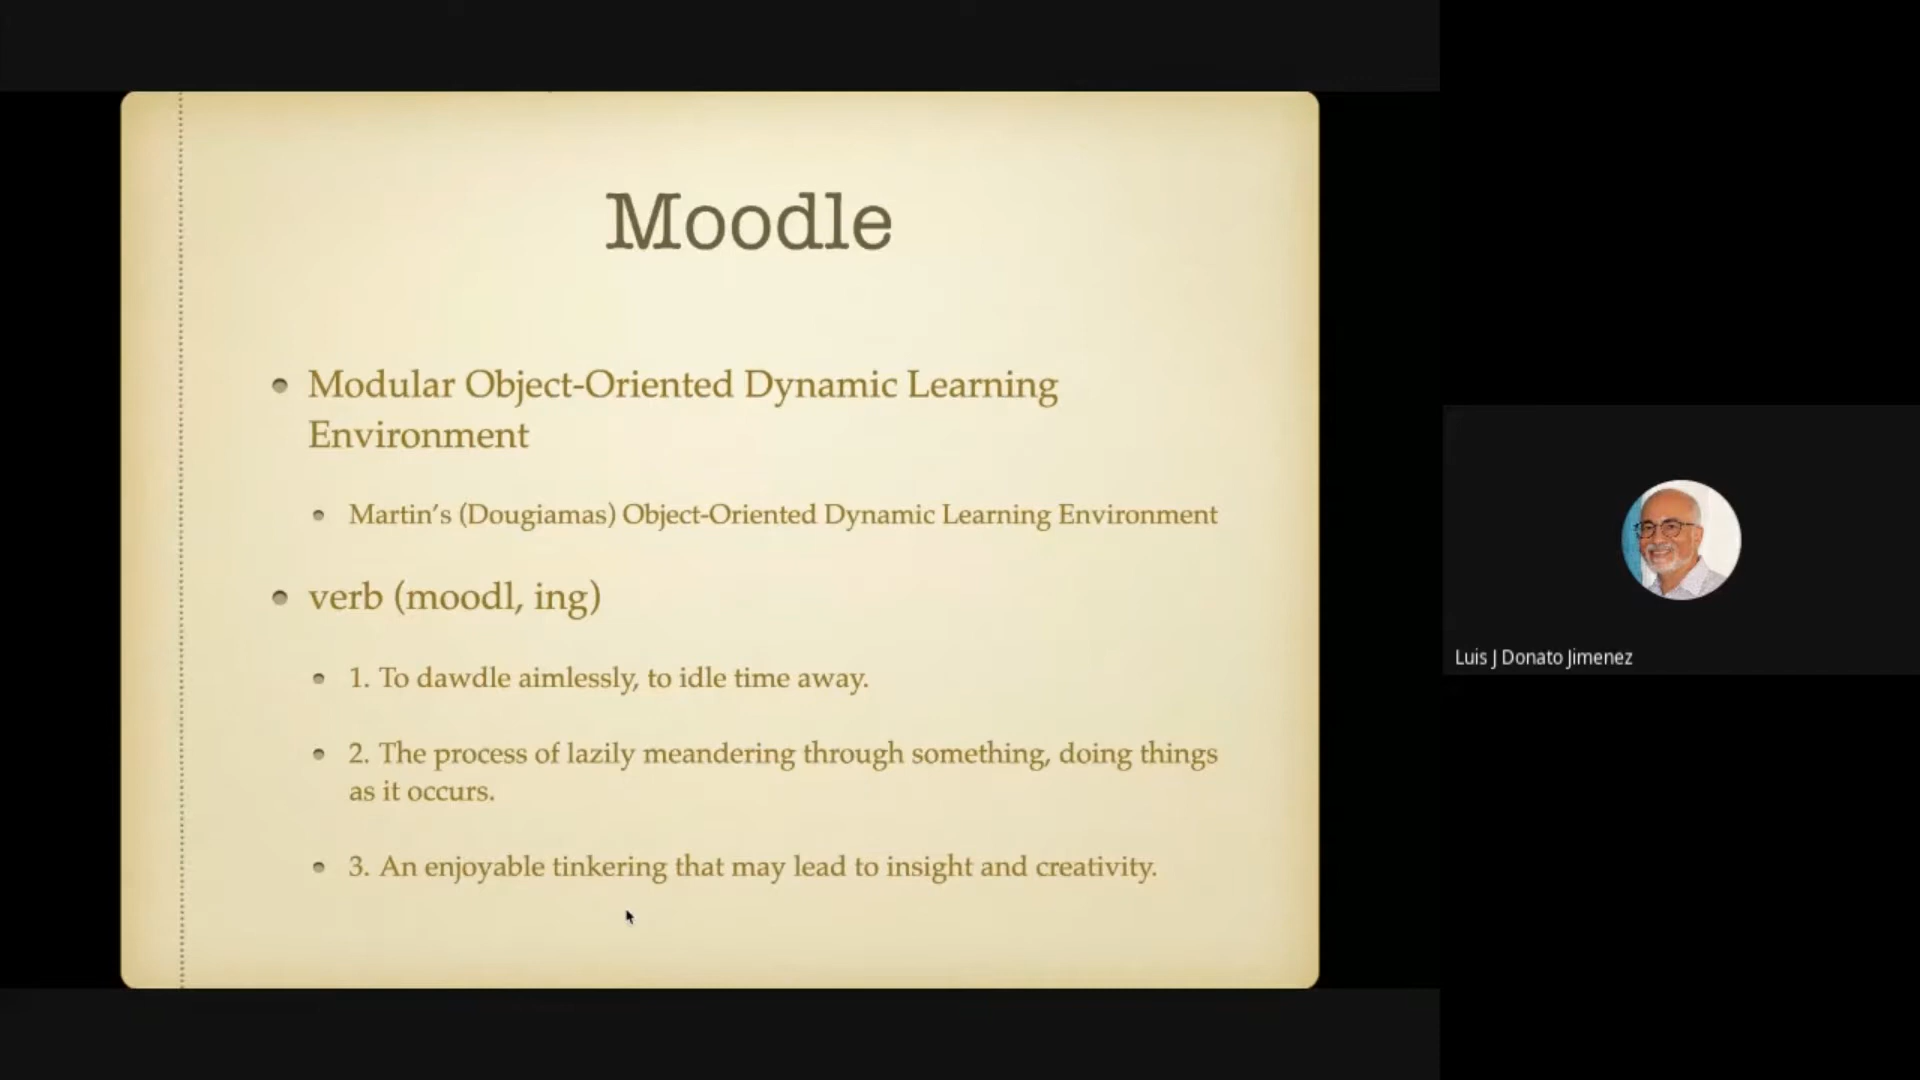 Moodle
• Modular Object-Oriented Dynamic Learning
Environment
• Martin's (Dougiamas) Object-Oriented Dynamic Learning Environment
• verb (moodl, ing)
• 1. To dawdle aimlessly, to idle time away.
• 2. The process of lazily meandering through something, doing things
as it occurs.
• 3. An enjoyable tinkering that may lead to insight and creativity.
Luis J Donato Jimenez